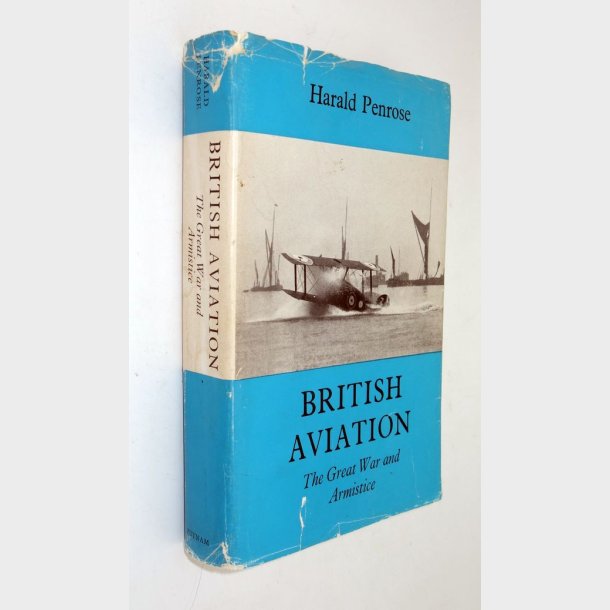 HARALD
PENROSE
BRITISH AVIATION
The Great War and
Armistice
PUTNAM
Harald Penrose
BRITISH
AVIATION
The Great War and
Armistice